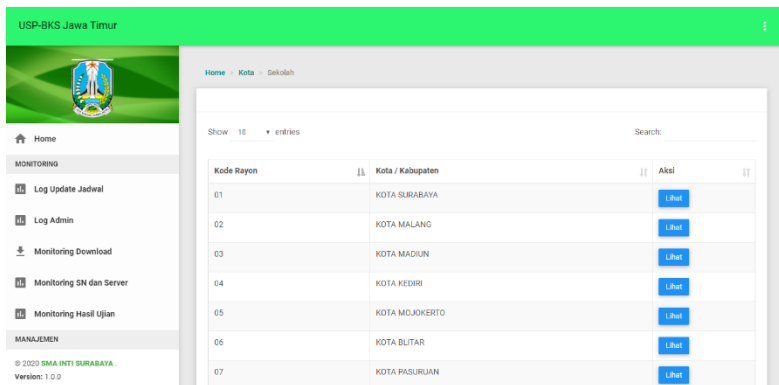 USP-BKS Jawa Timur
Home
MONITORING
Log Update Jadwal
Log Admin
Monitoring Download
Monitoring SN dan Server
Monitoring Hasil Ujian
MANAJEMEN
© 2020 SMA INTI SURABAYA .
Version: 1.0.0
Home > Kota > Sekolah
Show 10 entries Search:
Kode Rayon Kota / Kabupaten Aksi
01 KOTA SURABAYA Lihat
02 KOTA MALANG Lihat
03 KOTA MADIUN Lihat
04 KOTA KEDIRI Lihat
05 KOTA MOJOKERTO Lihat
06 KOTA BLITAR Lihat
07 KOTA PASURUAN Lihat